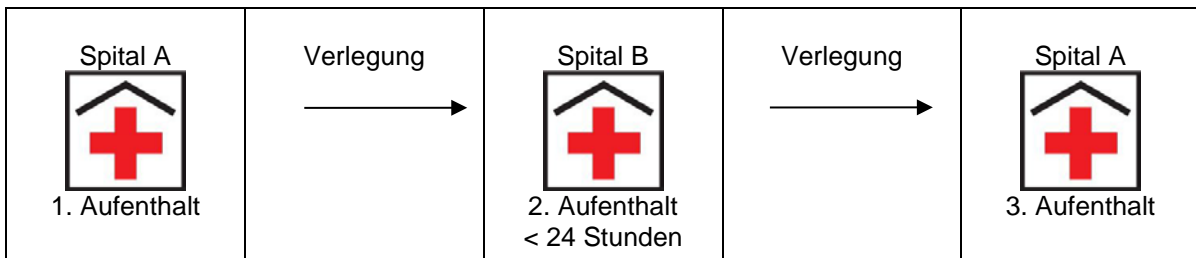 Spital A
1. Aufenthalt
Verlegung
Spital B
2. Aufenthalt
< 24 Stunden
Verlegung
Spital A
3. Aufenthalt